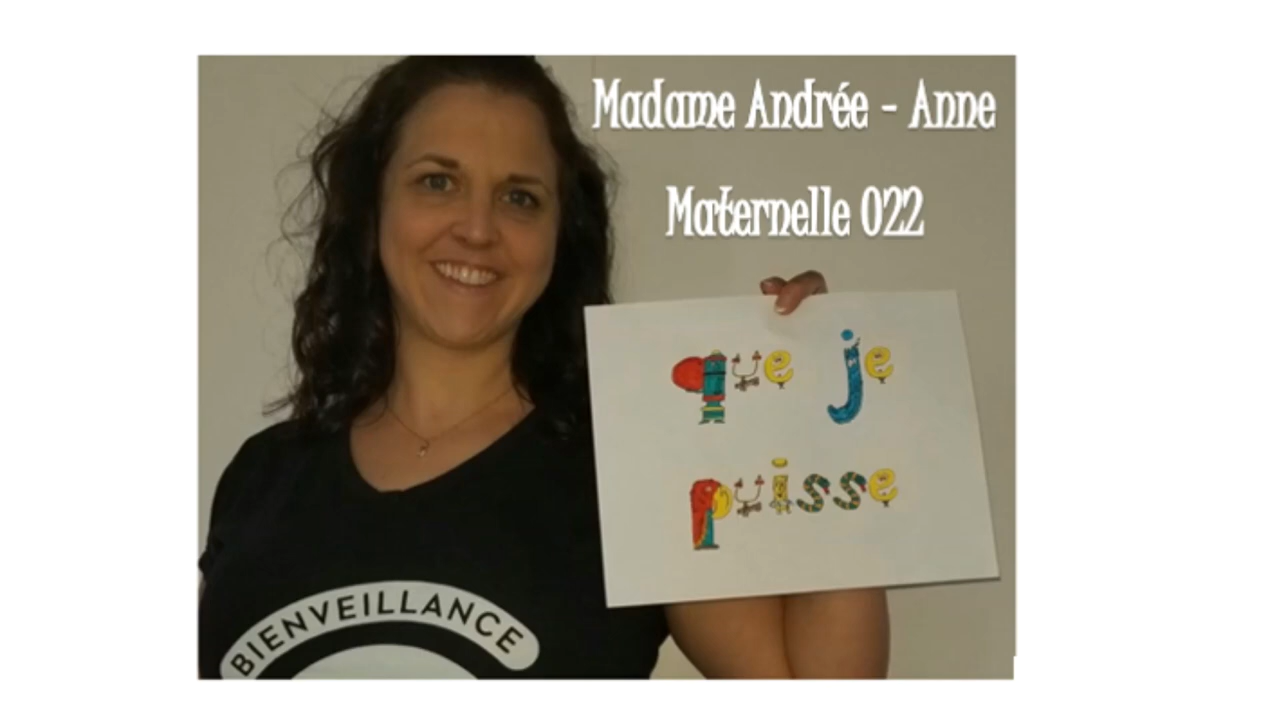 Madame Andrée - Anne
Maternelle 022
que je
puisse
BIENVEILLANCE